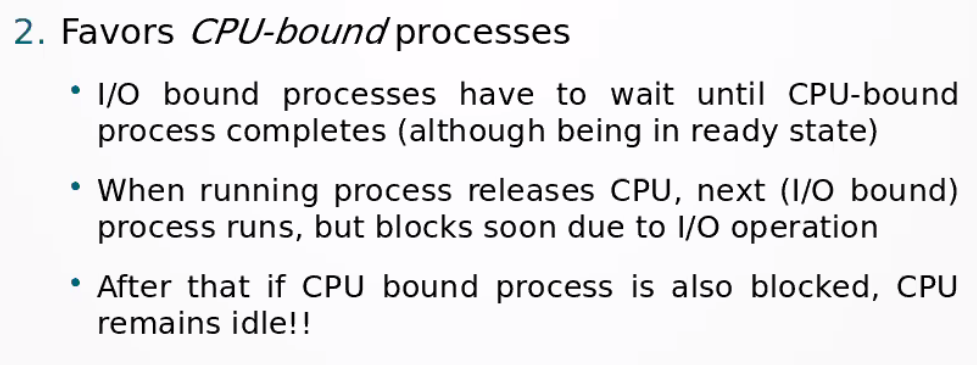 2. Favors CPU-bound processes
• I/O bound processes have to wait until CPU-bound
process completes (although being in ready state)
• When running process releases CPU, next (I/O bound)
process runs, but blocks soon due to I/O operation
• After that if CPU bound process is also blocked, CPU
remains idle!!